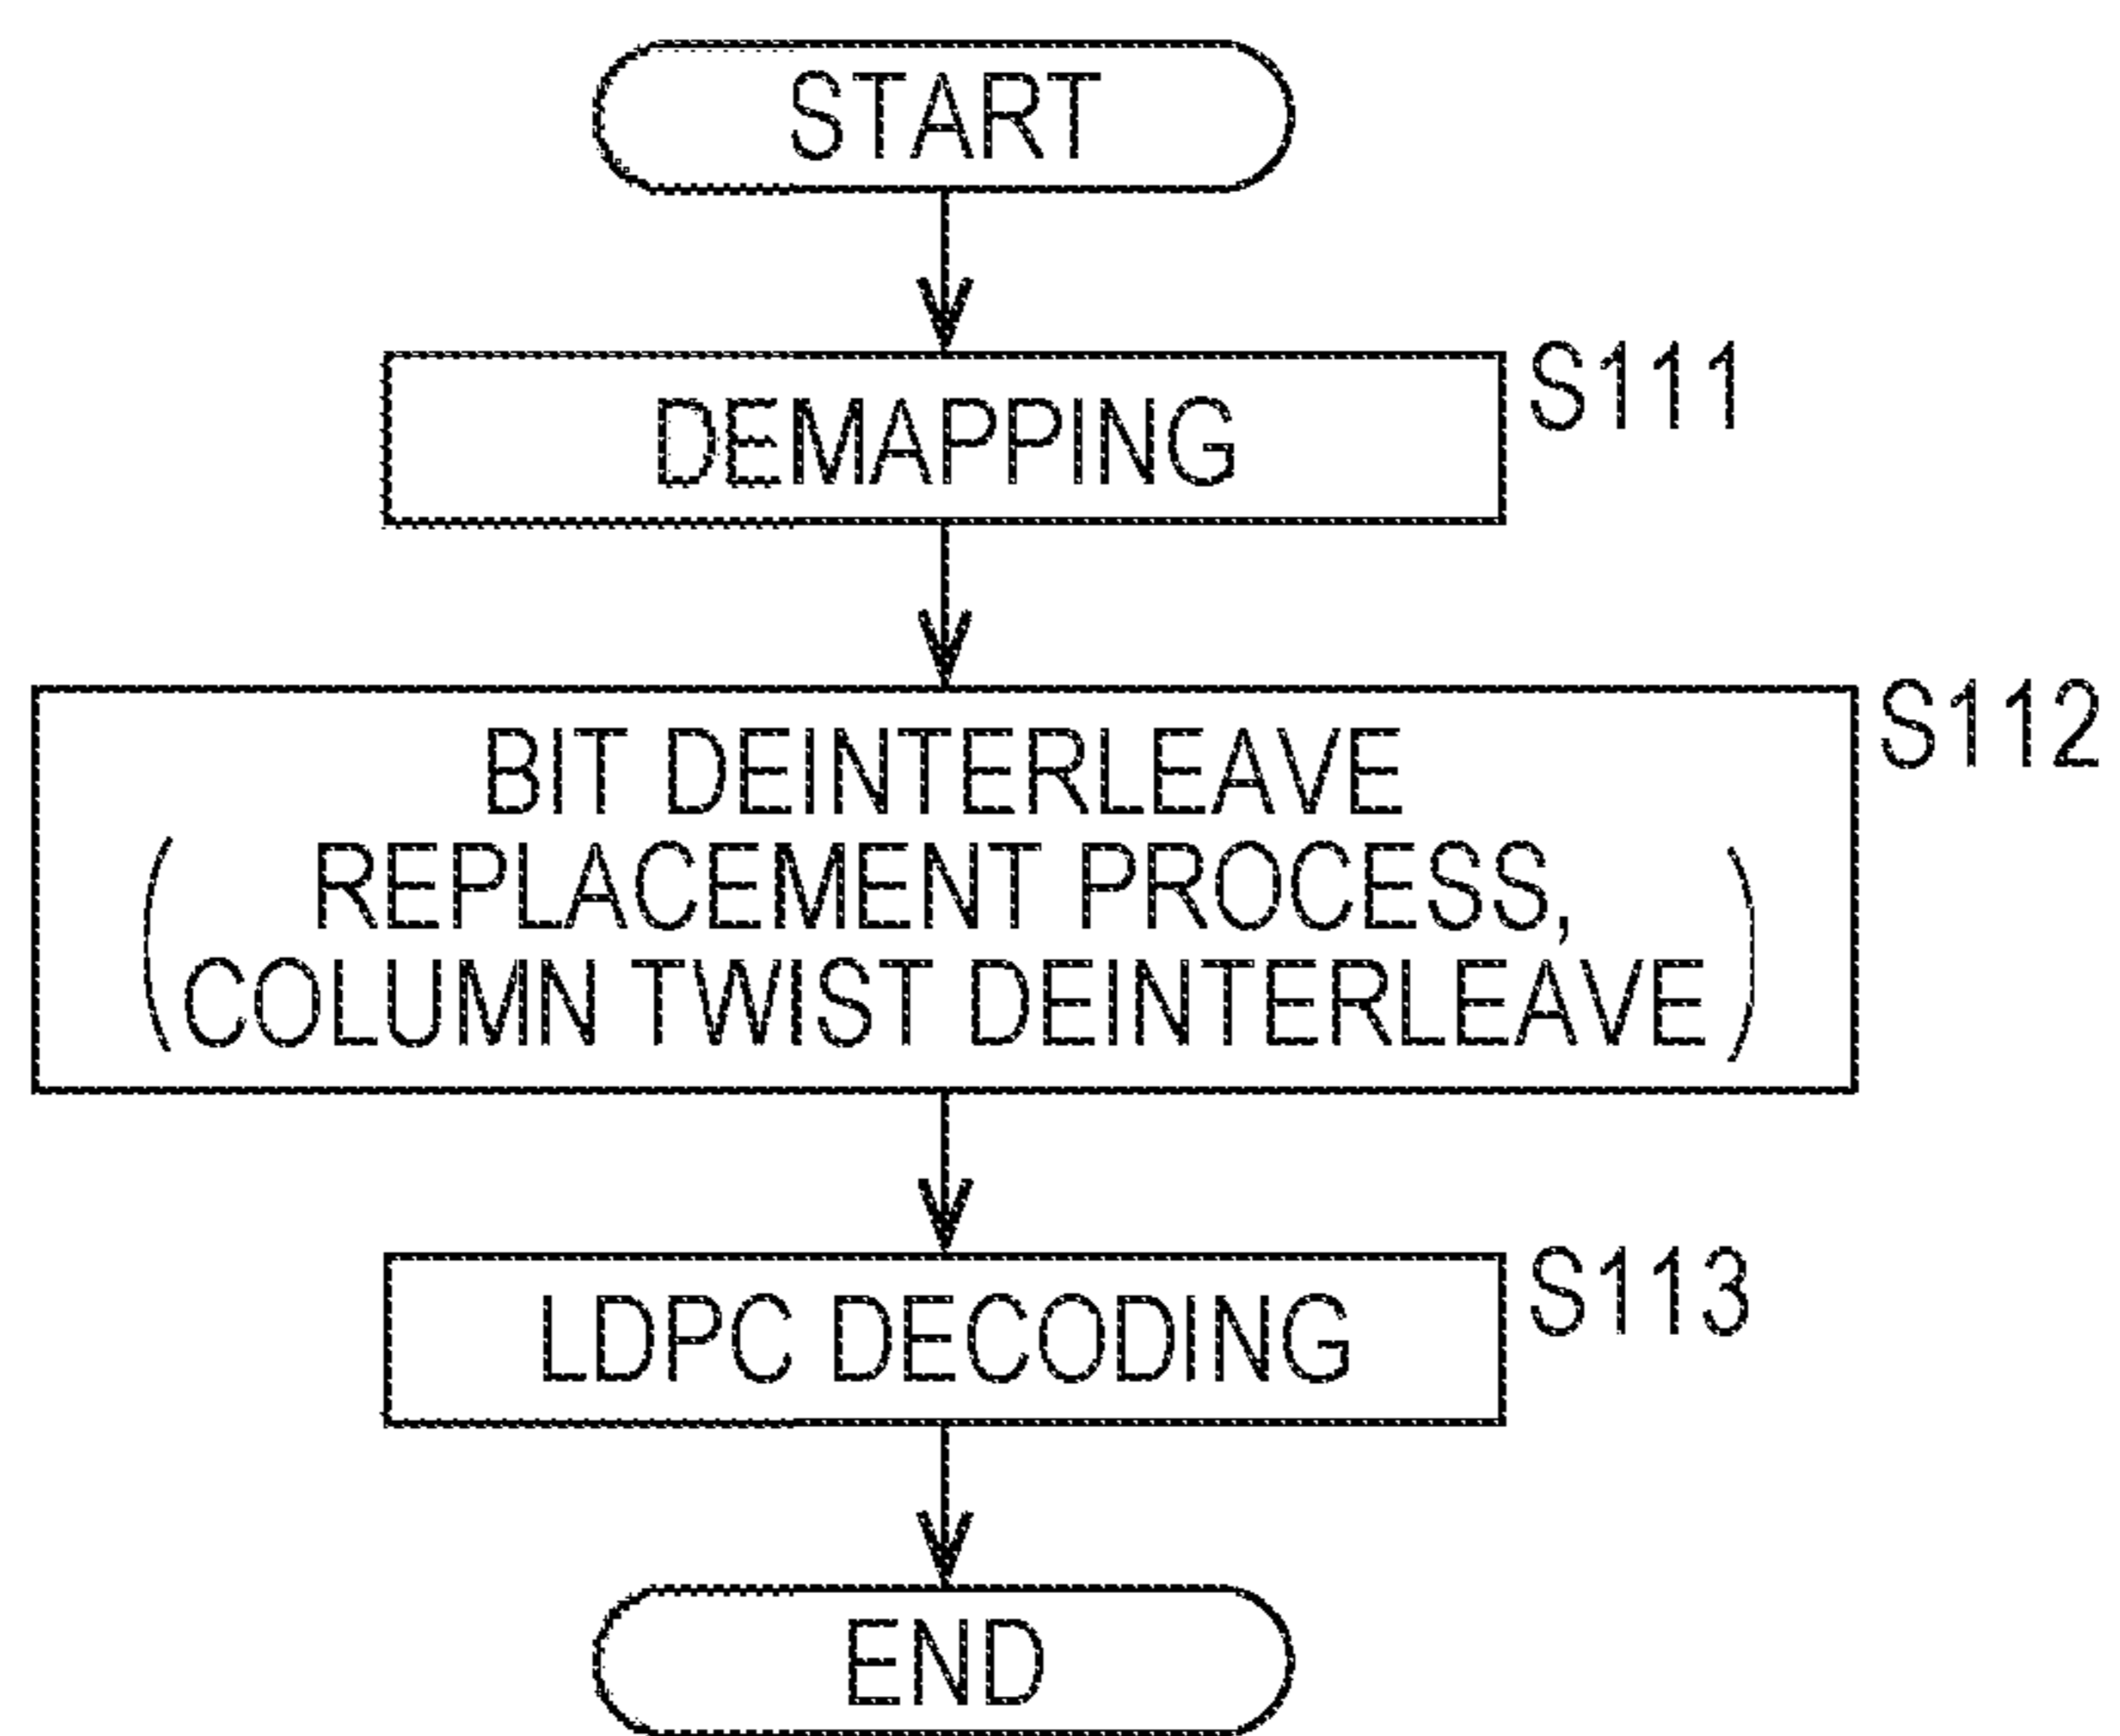 START
DEMAPPING
S111
BIT DEINTERLEAVE
S112
(REPLACEMENT PROCESS,
COLUMN TWIST DEINTERLEAVE)
LDPC DECODING
S113
END